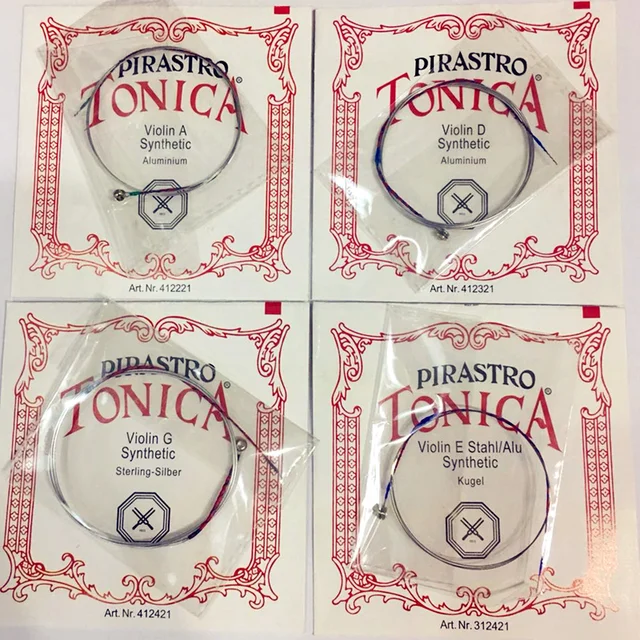 PIRASTRO
TONICA®
Violin A
Synthetic
Aluminium
Art. Nr. 412221
PIRASTRO
TONICA®
Violin D
Synthetic
Aluminium
Art. Nr. 412321
PIRASTRO
TONICA®
Violin G
Synthetic
Sterling-Silber
Art. Nr. 412421
PIRASTRO
TONICA®
Violin E Stahl/Alu
Synthetic
Kugel
Art. Nr. 312421